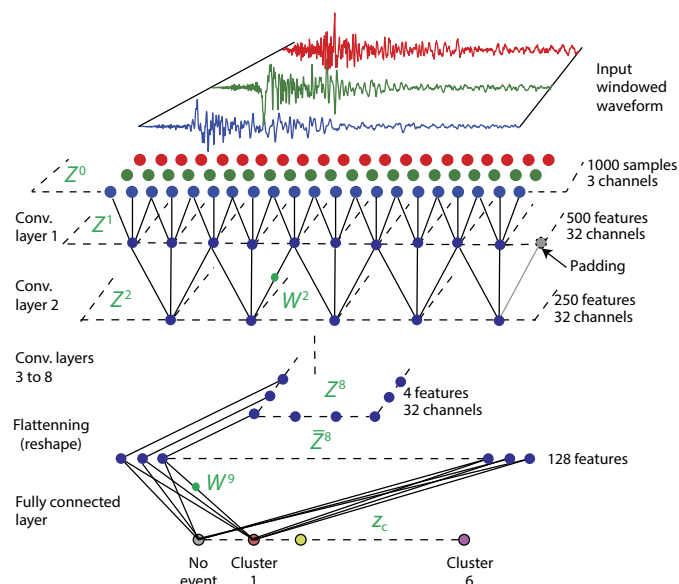 Input
windowed
waveform
Z⁰
1000 samples
3 channels
Conv.
layer 1
Z¹
500 features
32 channels
Padding
Conv.
layer 2
Z²
W²
250 features
32 channels
Conv. layers
3 to 8
Z⁸
4 features
32 channels
Flattenning
(reshape)
Z̅⁸
128 features
W⁹
Fully connected
layer
z꜀
No
event
Cluster
1
Cluster
6